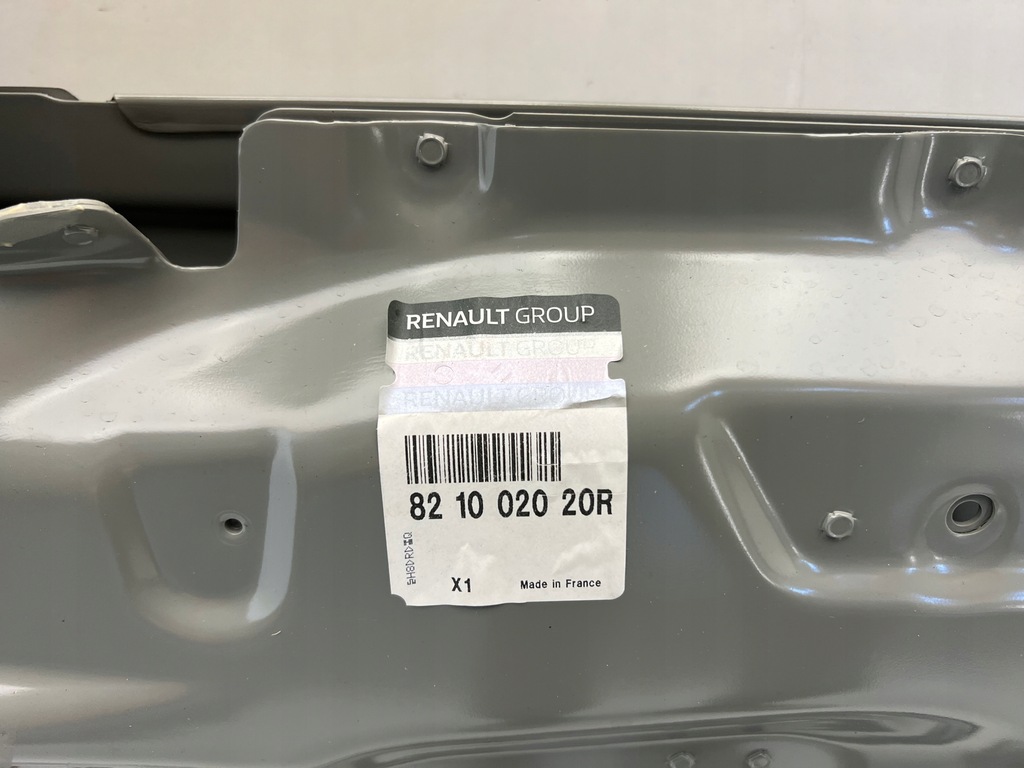 RENAULT GROUP
RENAULT GROUP
RENAULT GROUP
82 10 020 20R
X1
Made in France